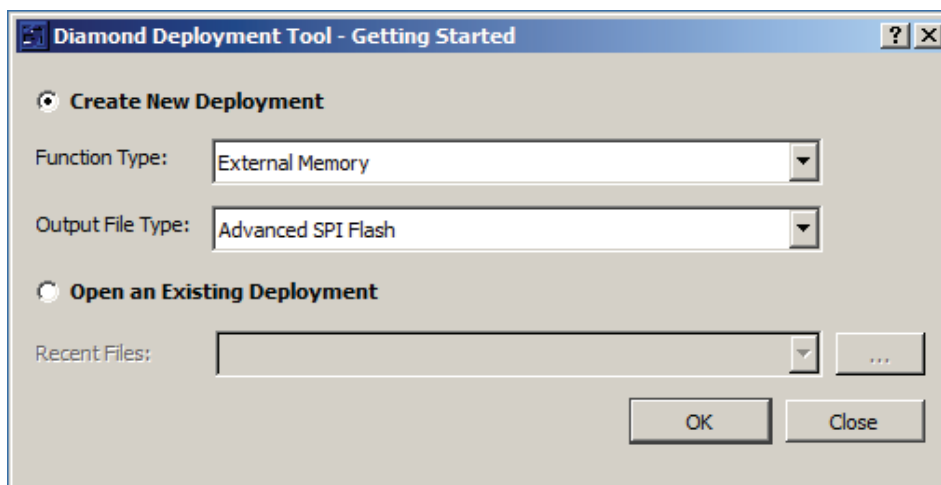 Diamond Deployment Tool - Getting Started
Create New Deployment
Function Type: External Memory
Output File Type: Advanced SPI Flash
Open an Existing Deployment
Recent Files: ...
OK Close